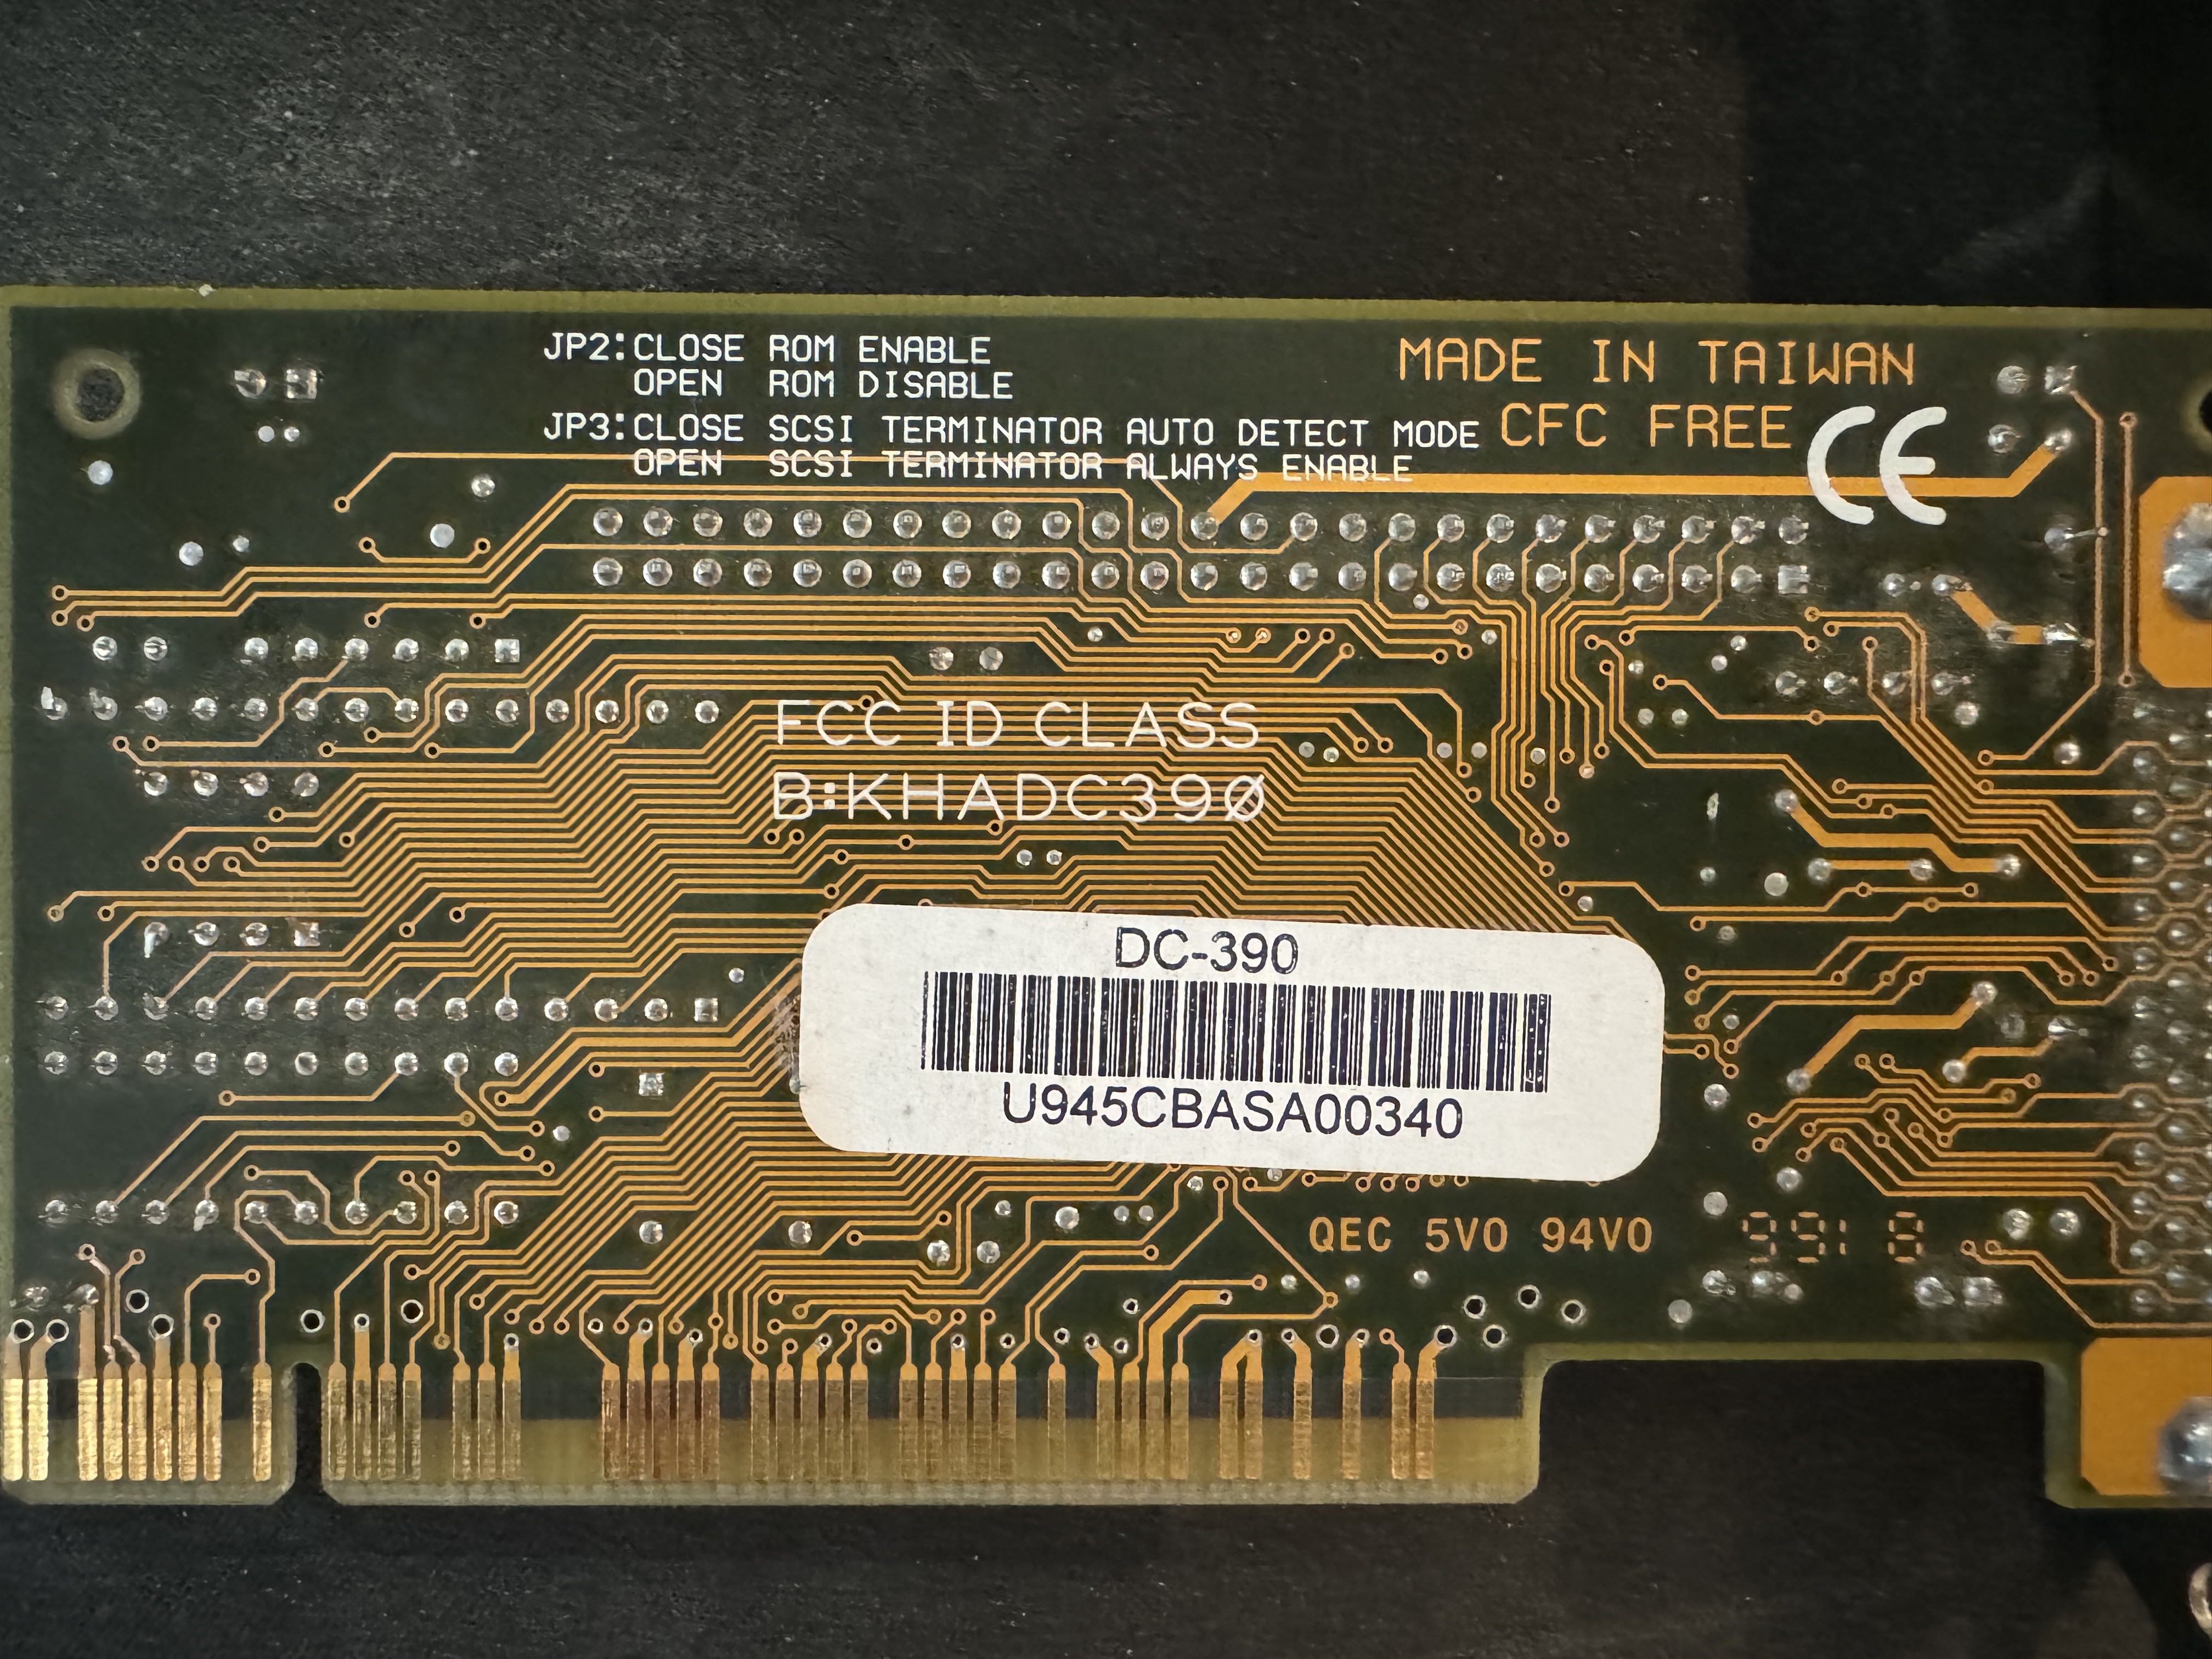 JP2:CLOSE ROM ENABLE
OPEN ROM DISABLE
JP3:CLOSE SCSI TERMINATOR AUTO DETECT MODE
OPEN SCSI TERMINATOR ALWAYS ENABLE
MADE IN TAIWAN
CFC FREE
CE
FCC ID CLASS
B:KHADC390
DC-390
U945CBASA00340
QEC 5V0 94V0